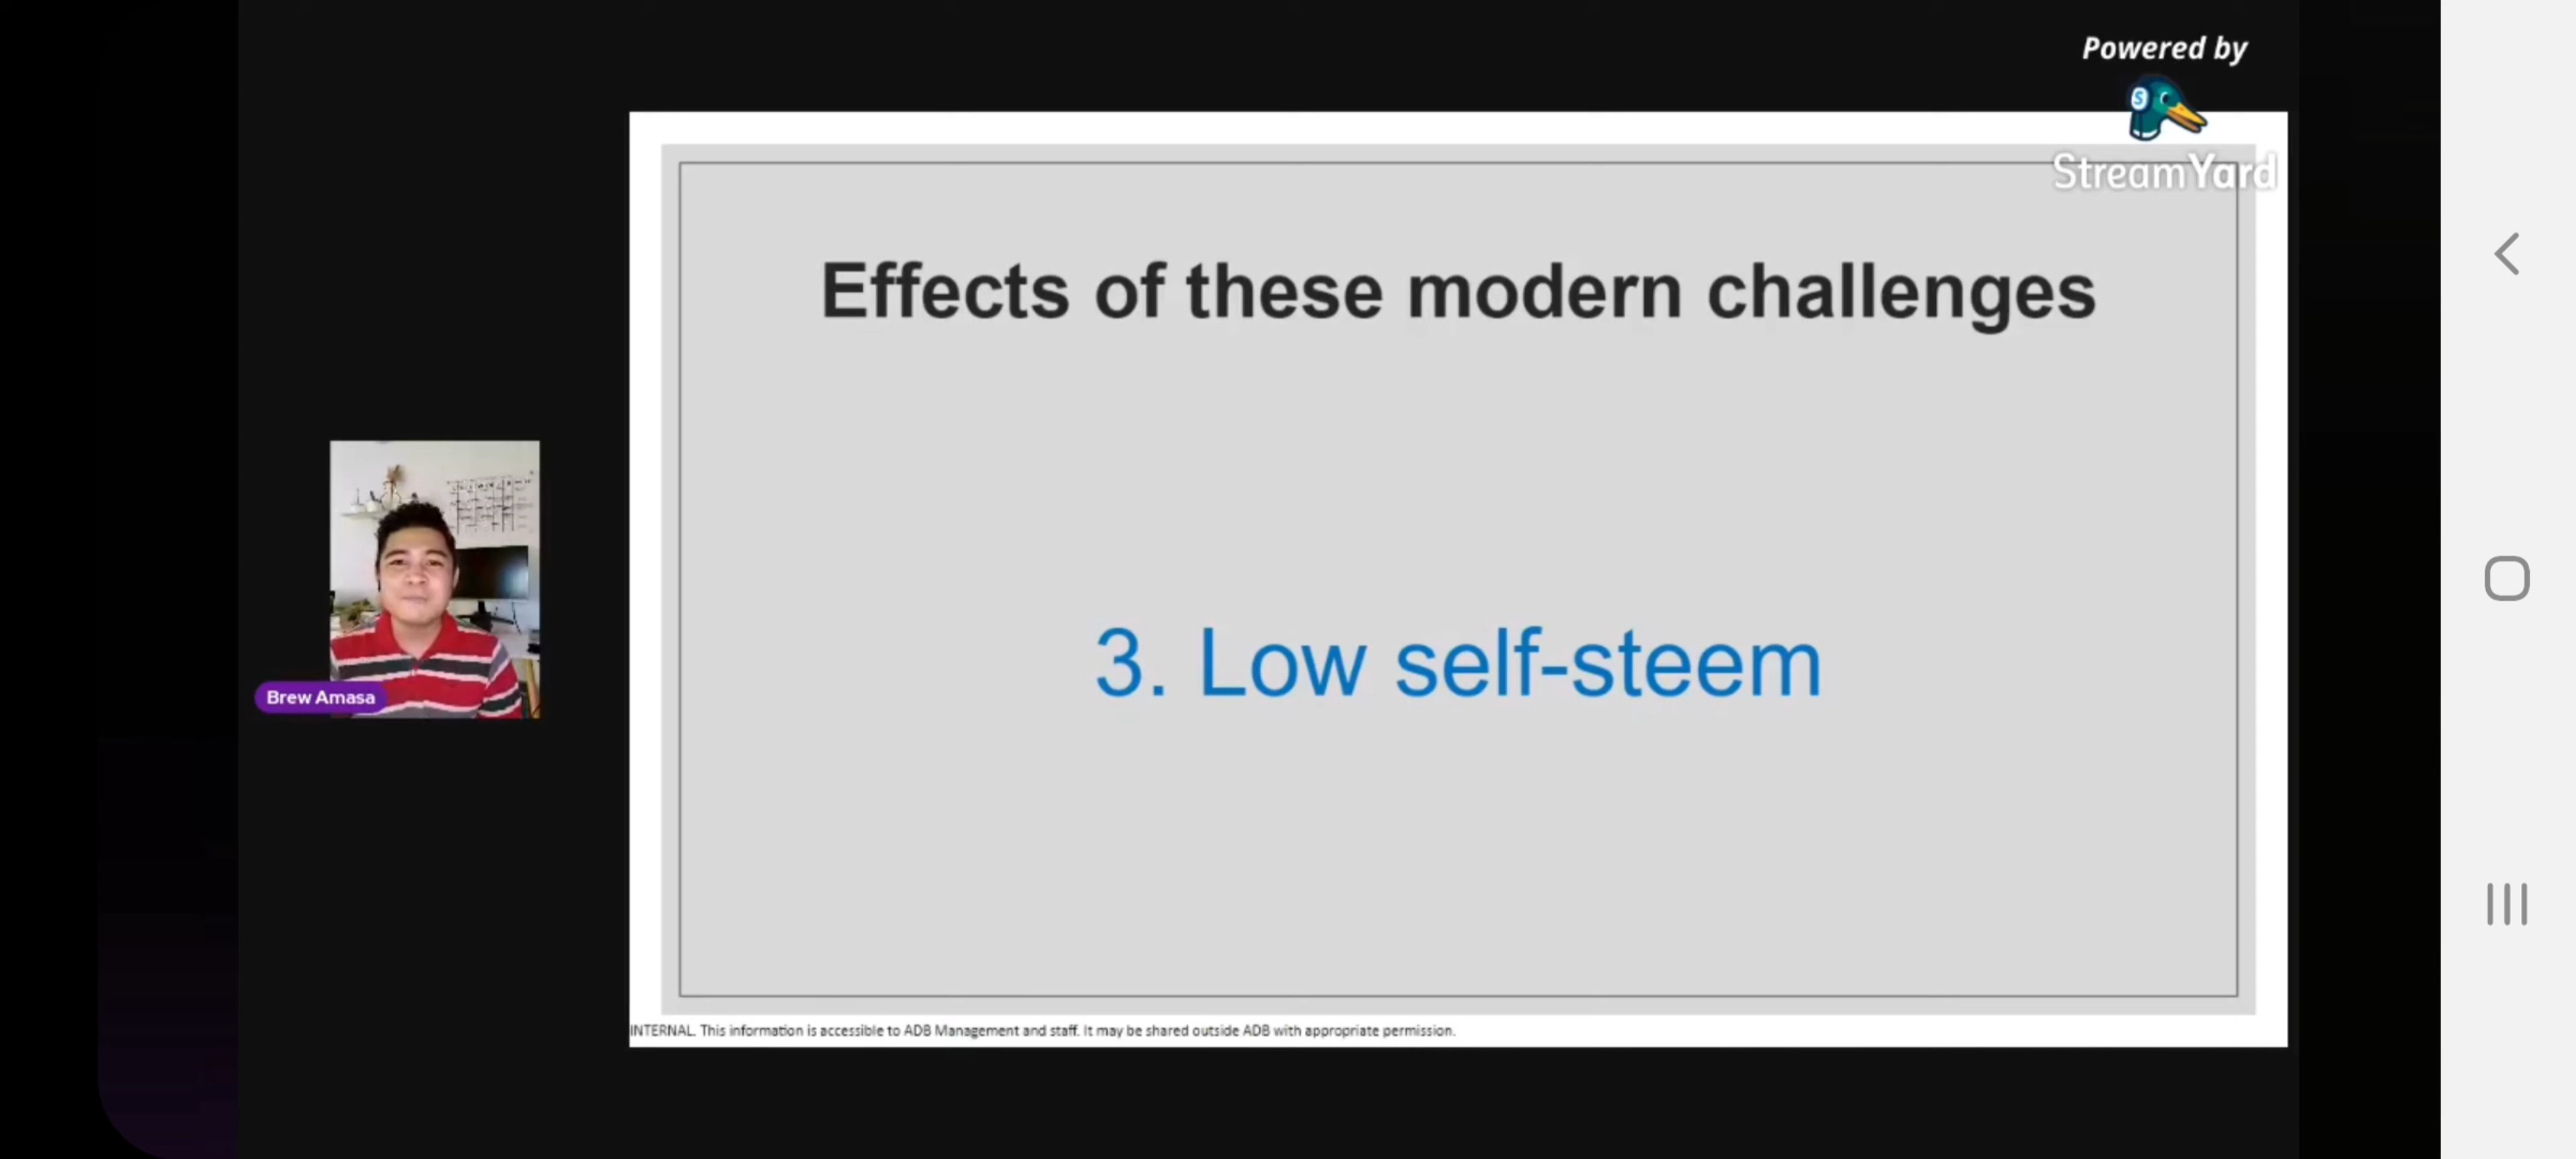 Powered by
StreamYard
Effects of these modern challenges
3. Low self-steem
Brew Amasa
INTERNAL. This information is accessible to ADB Management and staff. It may be shared outside ADB with appropriate permission.